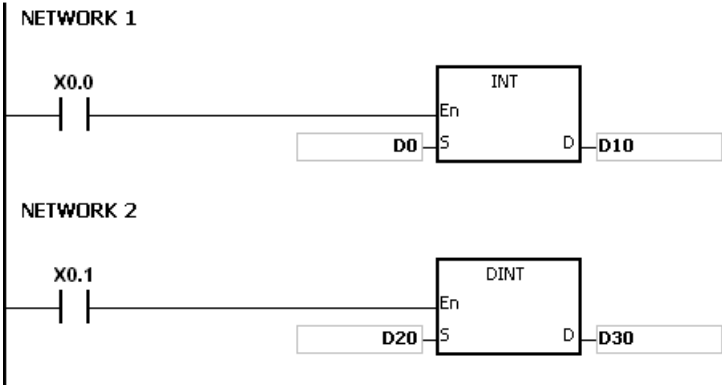 NETWORK 1
X0.0
INT
En
D0 S D D10
NETWORK 2
X0.1
DINT
En
D20 S D D30